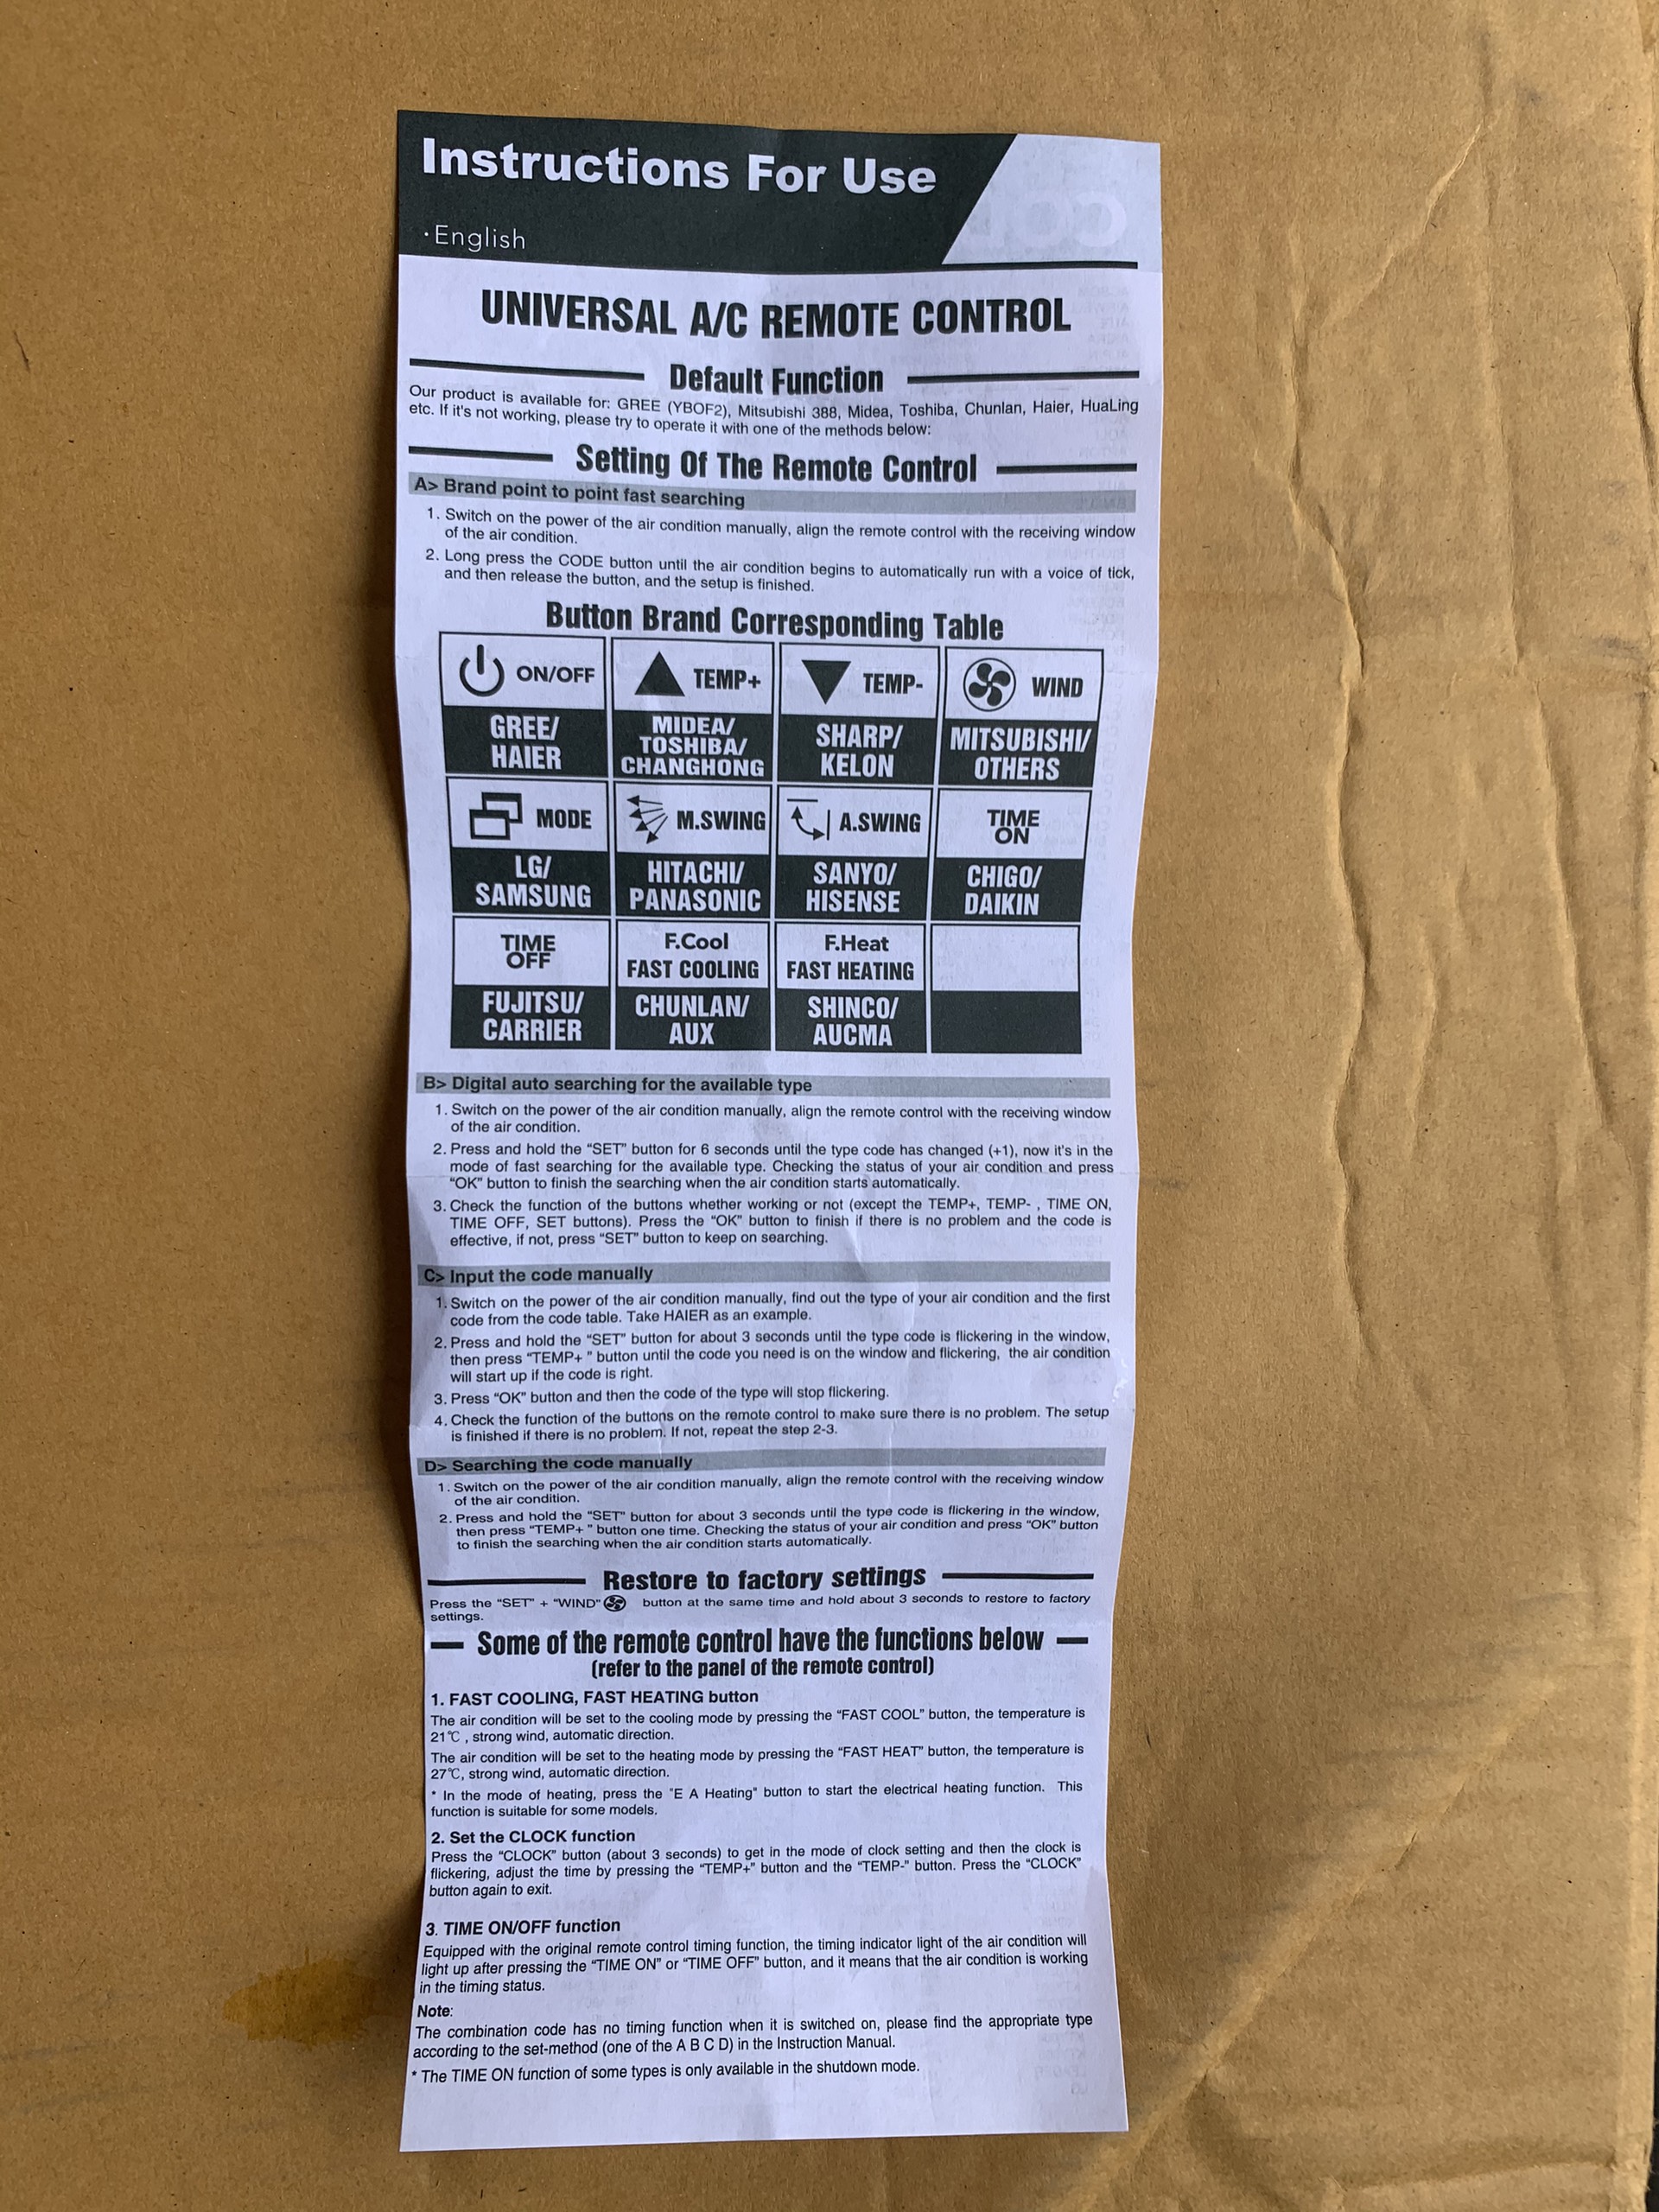 Instructions For Use
·English
UNIVERSAL A/C REMOTE CONTROL
Default Function
Our product is available for: GREE (YBOF2), Mitsubishi 388, Midea, Toshiba, Chunlan, Haier, HuaLing
etc. If it's not working, please try to operate it with one of the methods below:
Setting Of The Remote Control
A> Brand point to point fast searching
1. Switch on the power of the air condition manually, align the remote control with the receiving window
of the air condition.
2. Long press the CODE button until the air condition begins to automatically run with a voice of tick,
and then release the button, and the setup is finished.
Button Brand Corresponding Table
ON/OFF
TEMP+
TEMP-
WIND
GREE/
HAIER
MIDEA/
TOSHIBA/
CHANGHONG
SHARP/
KELON
MITSUBISHI/
OTHERS
MODE
M.SWING
A.SWING
TIME
ON
LG/
SAMSUNG
HITACHI/
PANASONIC
SANYO/
HISENSE
CHIGO/
DAIKIN
TIME
OFF
F.Cool
FAST COOLING
F.Heat
FAST HEATING
FUJITSU/
CARRIER
CHUNLAN/
AUX
SHINCO/
AUCMA
B> Digital auto searching for the available type
1. Switch on the power of the air condition manually, align the remote control with the receiving window
of the air condition.
2. Press and hold the "SET" button for 6 seconds until the type code has changed (+1), now it's in the
mode of fast searching for the available type. Checking the status of your air condition and press
"OK" button to finish the searching when the air condition starts automatically.
3. Check the function of the buttons whether working or not (except the TEMP+, TEMP- , TIME ON,
TIME OFF, SET buttons). Press the "OK" button to finish if there is no problem and the code is
effective, if not, press "SET" button to keep on searching.
C> Input the code manually
1. Switch on the power of the air condition manually, find out the type of your air condition and the first
code from the code table. Take HAIER as an example.
2. Press and hold the "SET" button for about 3 seconds until the type code is flickering in the window,
then press "TEMP+ " button until the code you need is on the window and flickering, the air condition
will start up if the code is right.
3. Press "OK" button and then the code of the type will stop flickering.
4. Check the function of the buttons on the remote control to make sure there is no problem. The setup
is finished if there is no problem. If not, repeat the step 2-3.
D> Searching the code manually
1. Switch on the power of the air condition manually, align the remote control with the receiving window
of the air condition.
2. Press and hold the "SET" button for about 3 seconds until the type code is flickering in the window,
then press "TEMP+ " button one time. Checking the status of your air condition and press "OK" button
to finish the searching when the air condition starts automatically.
Restore to factory settings
Press the "SET" + "WIND" button at the same time and hold about 3 seconds to restore to factory
settings.
Some of the remote control have the functions below
(refer to the panel of the remote control)
1. FAST COOLING, FAST HEATING button
The air condition will be set to the cooling mode by pressing the "FAST COOL" button, the temperature is
21℃ , strong wind, automatic direction.
The air condition will be set to the heating mode by pressing the "FAST HEAT" button, the temperature is
27℃, strong wind, automatic direction.
* In the mode of heating, press the "E A Heating" button to start the electrical heating function. This
function is suitable for some models.
2. Set the CLOCK function
Press the "CLOCK" button (about 3 seconds) to get in the mode of clock setting and then the clock is
flickering, adjust the time by pressing the "TEMP+" button and the "TEMP-" button. Press the "CLOCK"
button again to exit.
3. TIME ON/OFF function
Equipped with the original remote control timing function, the timing indicator light of the air condition will
light up after pressing the "TIME ON" or "TIME OFF" button, and it means that the air condition is working
in the timing status.
Note:
The combination code has no timing function when it is switched on, please find the appropriate type
according to the set-method (one of the A B C D) in the Instruction Manual.
* The TIME ON function of some types is only available in the shutdown mode.